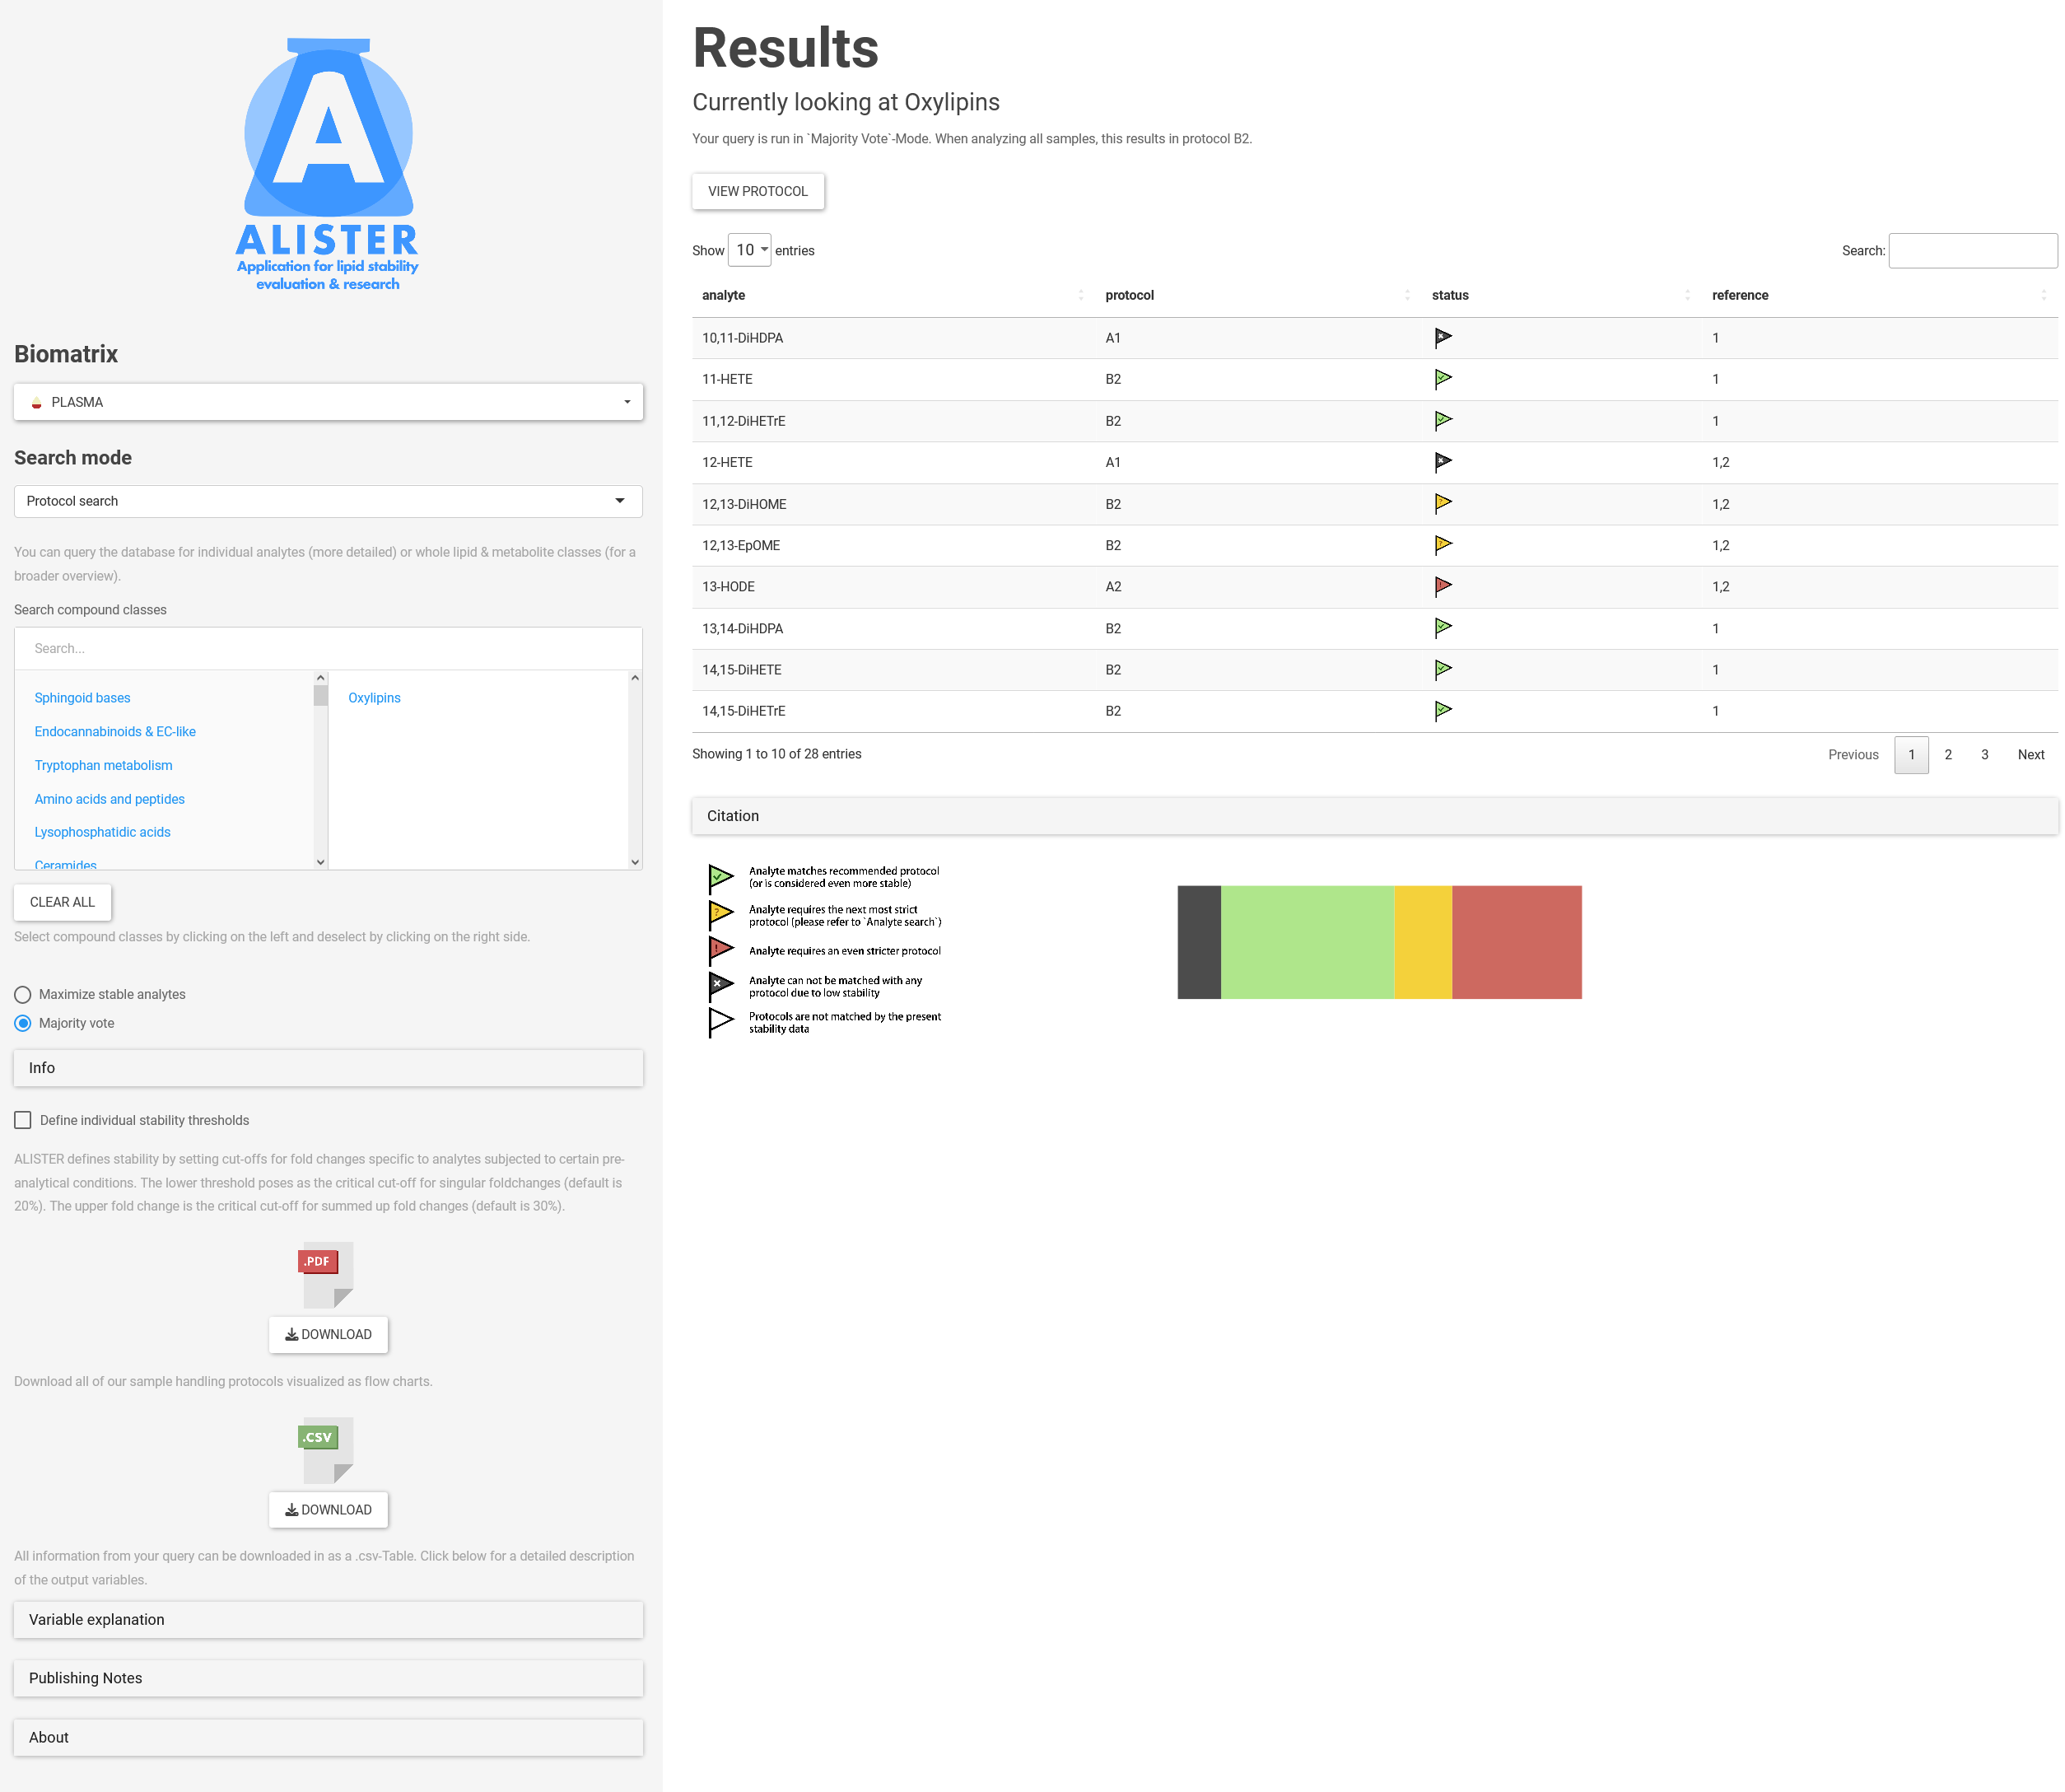 A
ALISTER
Application for lipid stability
evaluation & research
Biomatrix
PLASMA
Search mode
Protocol search
You can query the database for individual analytes (more detailed) or whole lipid & metabolite classes (for a
broader overview).
Search compound classes
Search...
Sphingoid bases
Oxylipins
Endocannabinoids & EC-like
Tryptophan metabolism
Amino acids and peptides
Lysophosphatidic acids
Ceramides
CLEAR ALL
Select compound classes by clicking on the left and deselect by clicking on the right side.
Maximize stable analytes
Majority vote
Info
Define individual stability thresholds
ALISTER defines stability by setting cut-offs for fold changes specific to analytes subjected to certain pre-
analytical conditions. The lower threshold poses as the critical cut-off for singular foldchanges (default is
20%). The upper fold change is the critical cut-off for summed up fold changes (default is 30%).
.PDF
DOWNLOAD
Download all of our sample handling protocols visualized as flow charts.
.CSV
DOWNLOAD
All information from your query can be downloaded in as a .csv-Table. Click below for a detailed description
of the output variables.
Variable explanation
Publishing Notes
About
Results
Currently looking at Oxylipins
Your query is run in `Majority Vote`-Mode. When analyzing all samples, this results in protocol B2.
VIEW PROTOCOL
Show 10 entries Search:
analyte protocol status reference
10,11-DiHDPA A1 1
11-HETE B2 1
11,12-DiHETrE B2 1
12-HETE A1 1,2
12,13-DiHOME B2 1,2
12,13-EpOME B2 1,2
13-HODE A2 1,2
13,14-DiHDPA B2 1
14,15-DiHETE B2 1
14,15-DiHETrE B2 1
Showing 1 to 10 of 28 entries Previous 1 2 3 Next
Citation
Analyte matches recommended protocol
(or is considered even more stable)
? Analyte requires the next most strict
protocol (please refer to `Analyte search`)
! Analyte requires an even stricter protocol
Analyte can not be matched with any
protocol due to low stability
Protocols are not matched by the present
stability data